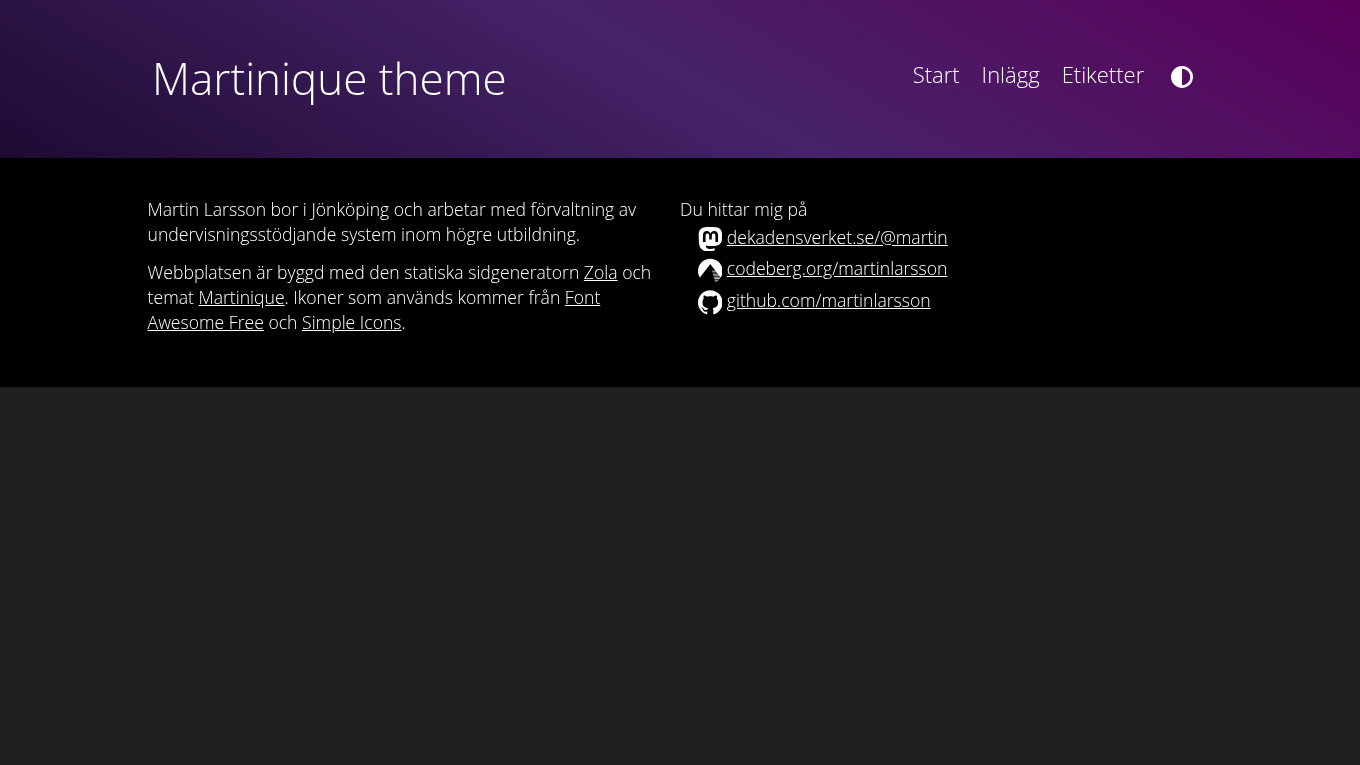 Martinique theme
Start Inlägg Etiketter
Martin Larsson bor i Jönköping och arbetar med förvaltning av
undervisningsstödjande system inom högre utbildning.
Webbplatsen är byggd med den statiska sidgeneratorn Zola och
temat Martinique. Ikoner som används kommer från Font
Awesome Free och Simple Icons.
Du hittar mig på
dekadensverket.se/@martin
codeberg.org/martinlarsson
github.com/martinlarsson